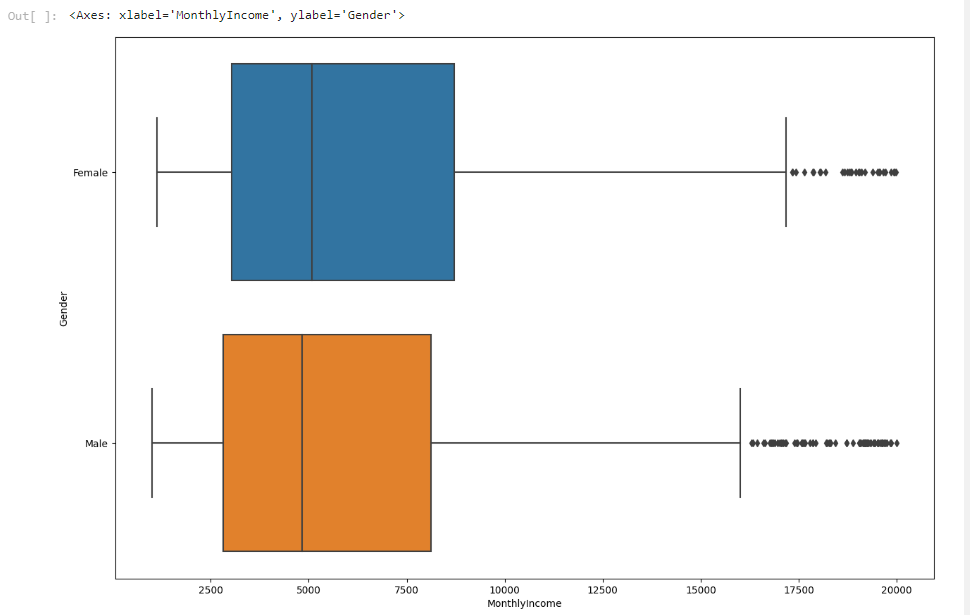 Out[ ]: <Axes: xlabel='MonthlyIncome', ylabel='Gender'>
Female
Gender
Male
2500 5000 7500 10000 12500 15000 17500 20000
MonthlyIncome